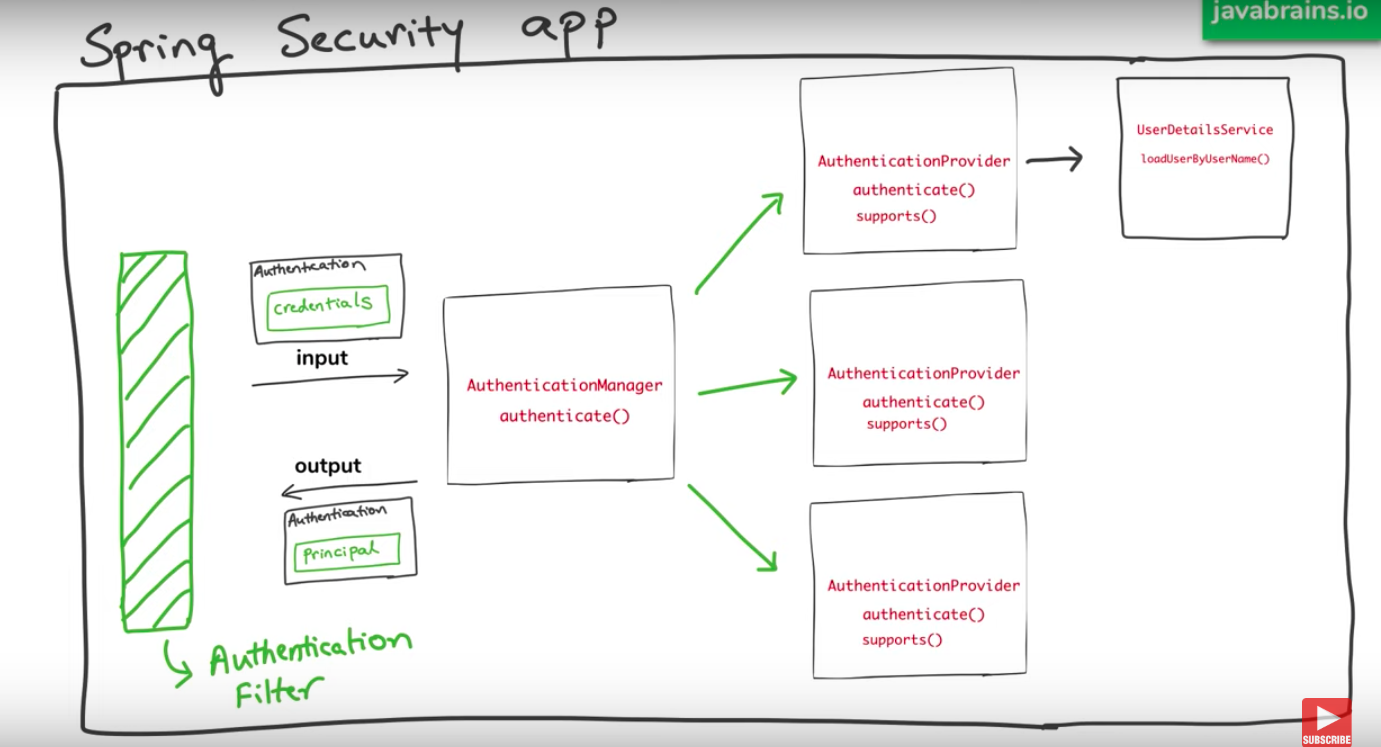 Spring Security app
javabrains.io
AuthenticationProvider
authenticate()
supports()
UserDetailsService
loadUserByUserName()
Authentication
credentials
input
AuthenticationManager
authenticate()
AuthenticationProvider
authenticate()
supports()
output
Authentication
principal
AuthenticationProvider
authenticate()
supports()
Authentication
Filter
SUBSCRIBE